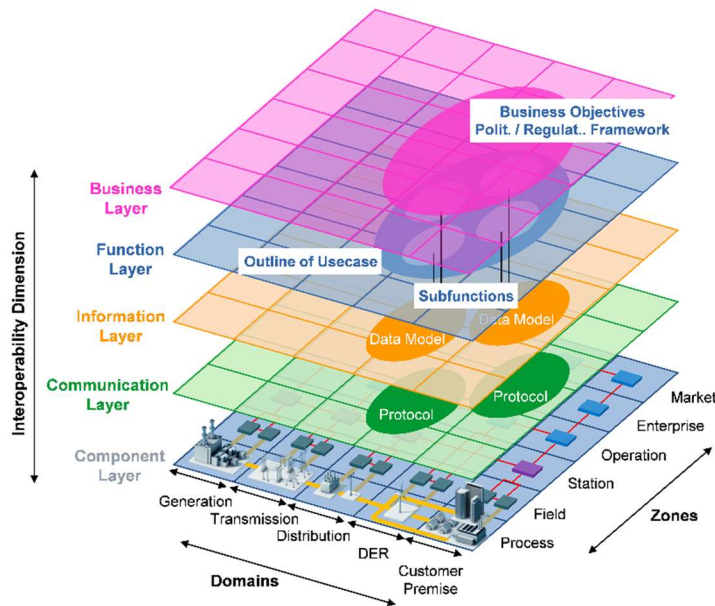 Business Objectives
Polit. / Regulat.. Framework
Business
Layer
Function
Layer
Outline of Usecase
Subfunctions
Information
Layer
Data Model
Data Model
Communication
Layer
Protocol
Protocol
Component
Layer
Interoperability Dimension
Generation
Transmission
Distribution
DER
Customer
Premise
Domains
Market
Enterprise
Operation
Station
Field
Process
Zones